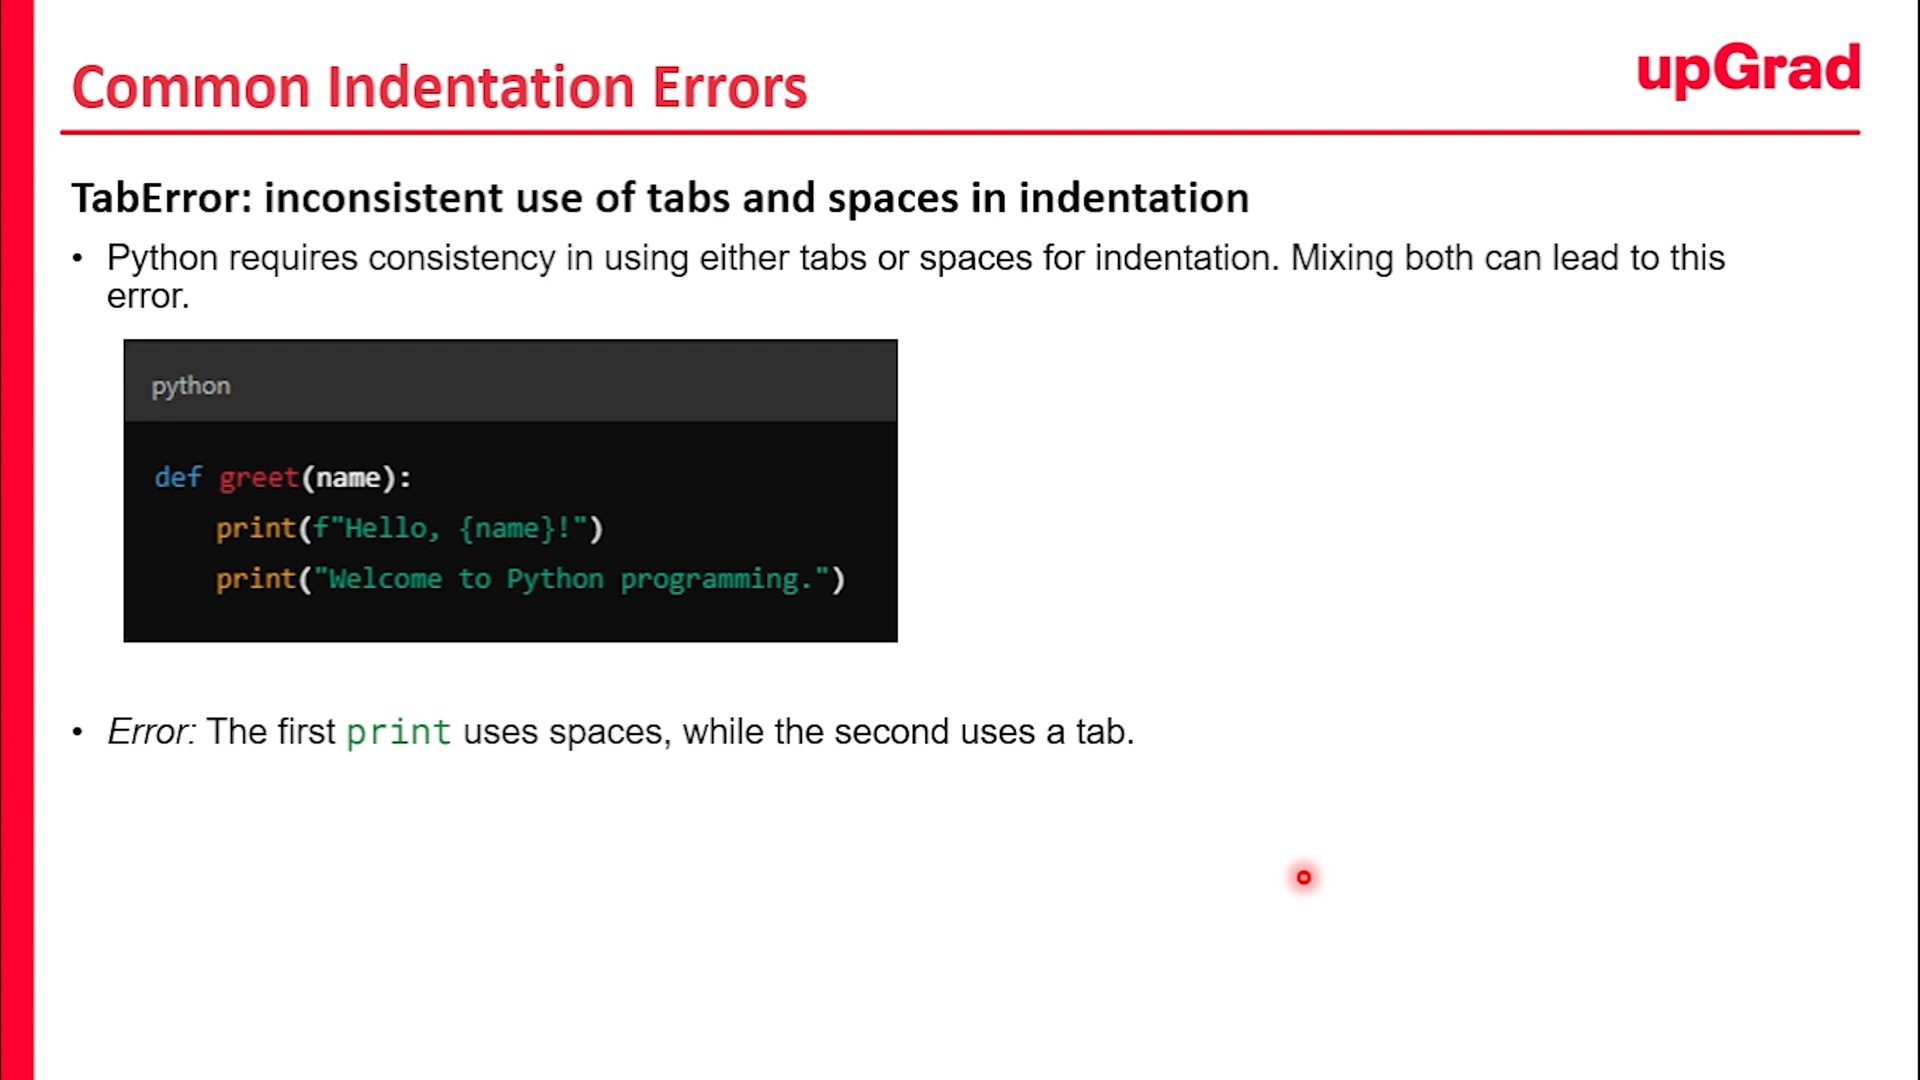 Common Indentation Errors
upGrad
TabError: inconsistent use of tabs and spaces in indentation
• Python requires consistency in using either tabs or spaces for indentation. Mixing both can lead to this
error.
python
def greet(name):
    print(f"Hello, {name}!")
    print("Welcome to Python programming.")
• Error: The first print uses spaces, while the second uses a tab.